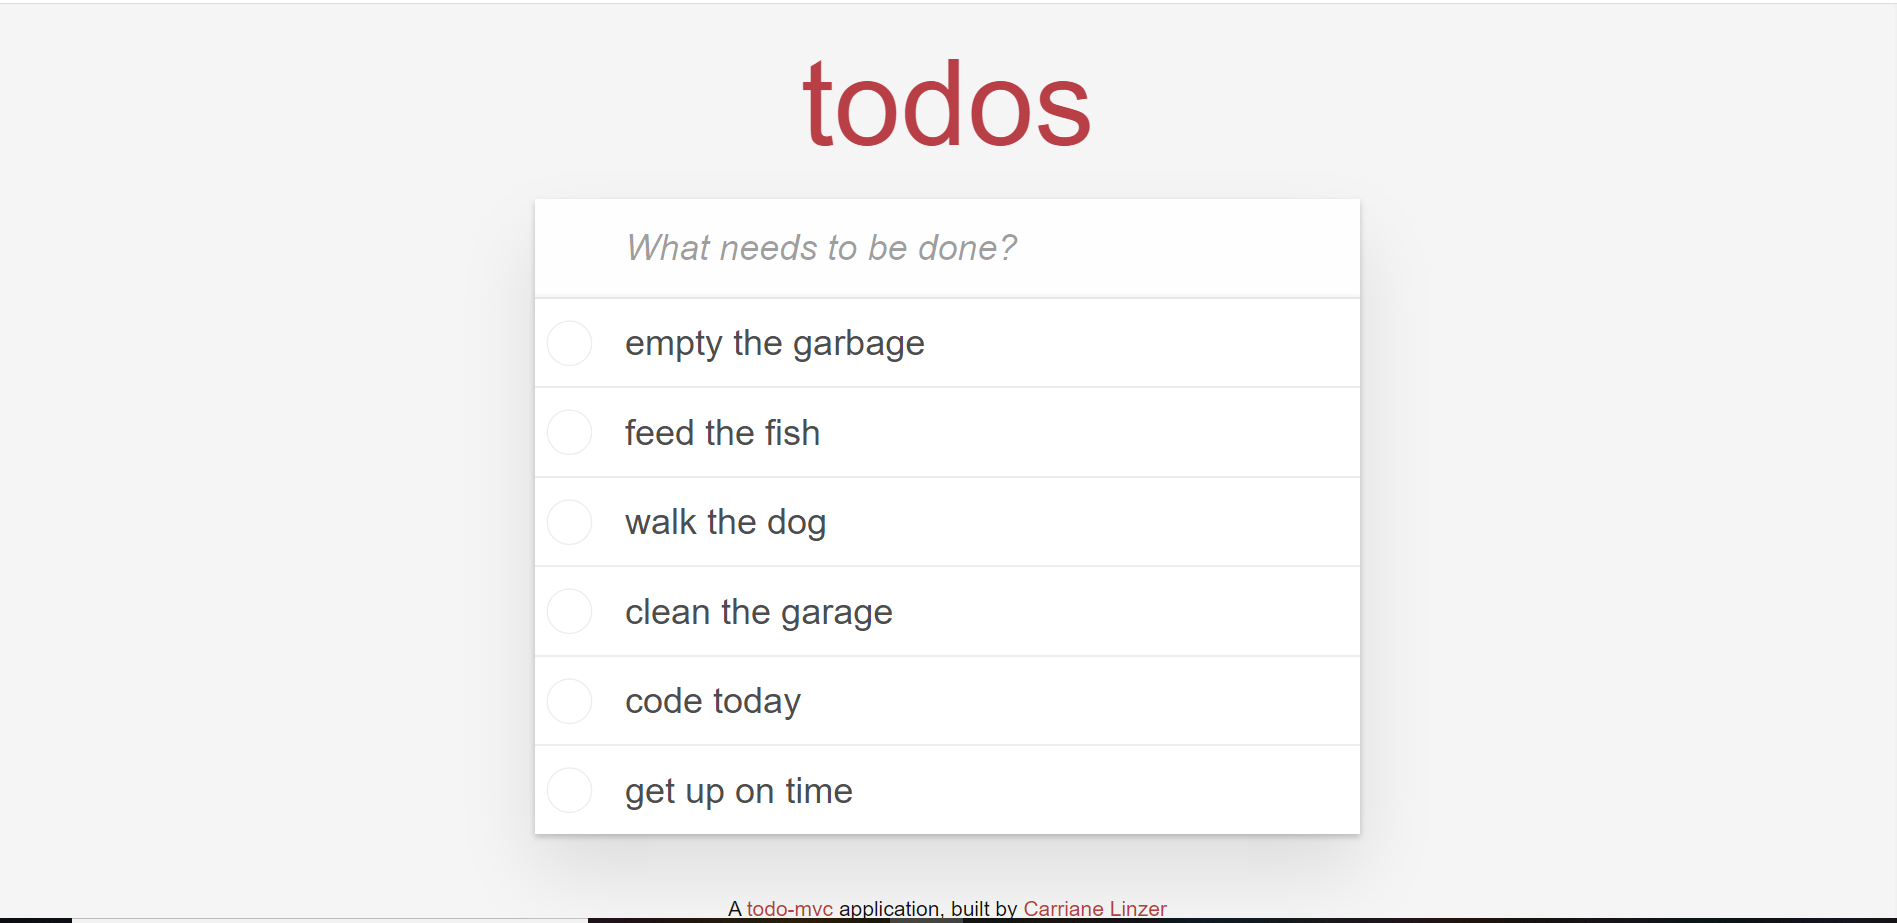 todos
What needs to be done?
empty the garbage
feed the fish
walk the dog
clean the garage
code today
get up on time
A todo-mvc application, built by Carriane Linzer